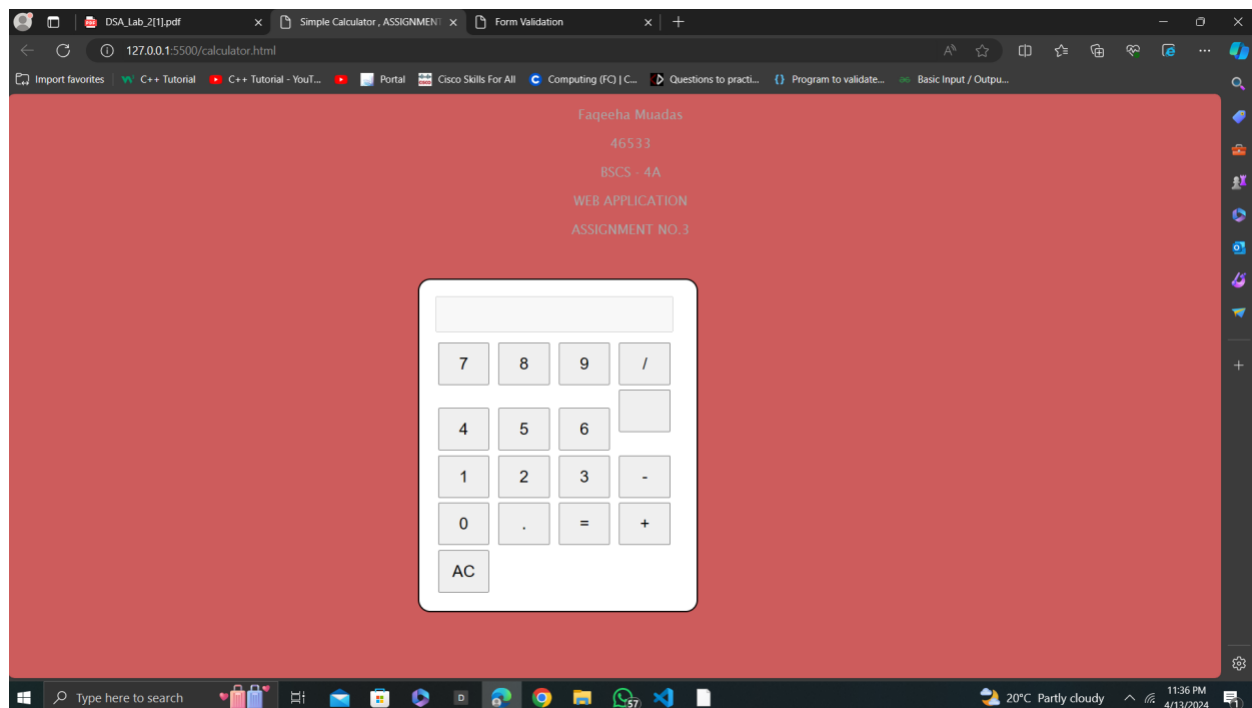 DSA_Lab_2[1].pdf
Simple Calculator , ASSIGNMENT
Form Validation
127.0.0.1:5500/calculator.html
Import favorites
C++ Tutorial
C++ Tutorial - YouT...
Portal
Cisco Skills For All
Computing (FC) | C...
Questions to practi...
Program to validate...
Basic Input / Outpu...
Faqeeha Muadas
46533
BSCS - 4A
WEB APPLICATION
ASSIGNMENT NO.3
7 8 9 /
4 5 6
1 2 3 -
0 . = +
AC
Type here to search
57
20°C Partly cloudy
11:36 PM
4/13/2024
1